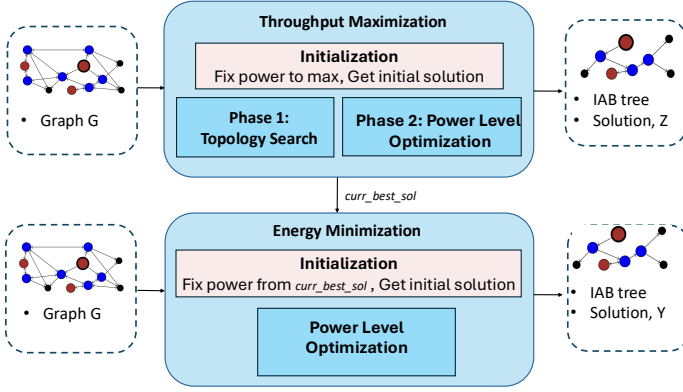 Throughput Maximization
Initialization
Fix power to max, Get initial solution
Phase 1:
Topology Search
Phase 2: Power Level
Optimization
• Graph G
• IAB tree
• Solution, Z
curr_best_sol
Energy Minimization
Initialization
Fix power from curr_best_sol , Get initial solution
Power Level
Optimization
• Graph G
• IAB tree
• Solution, Y